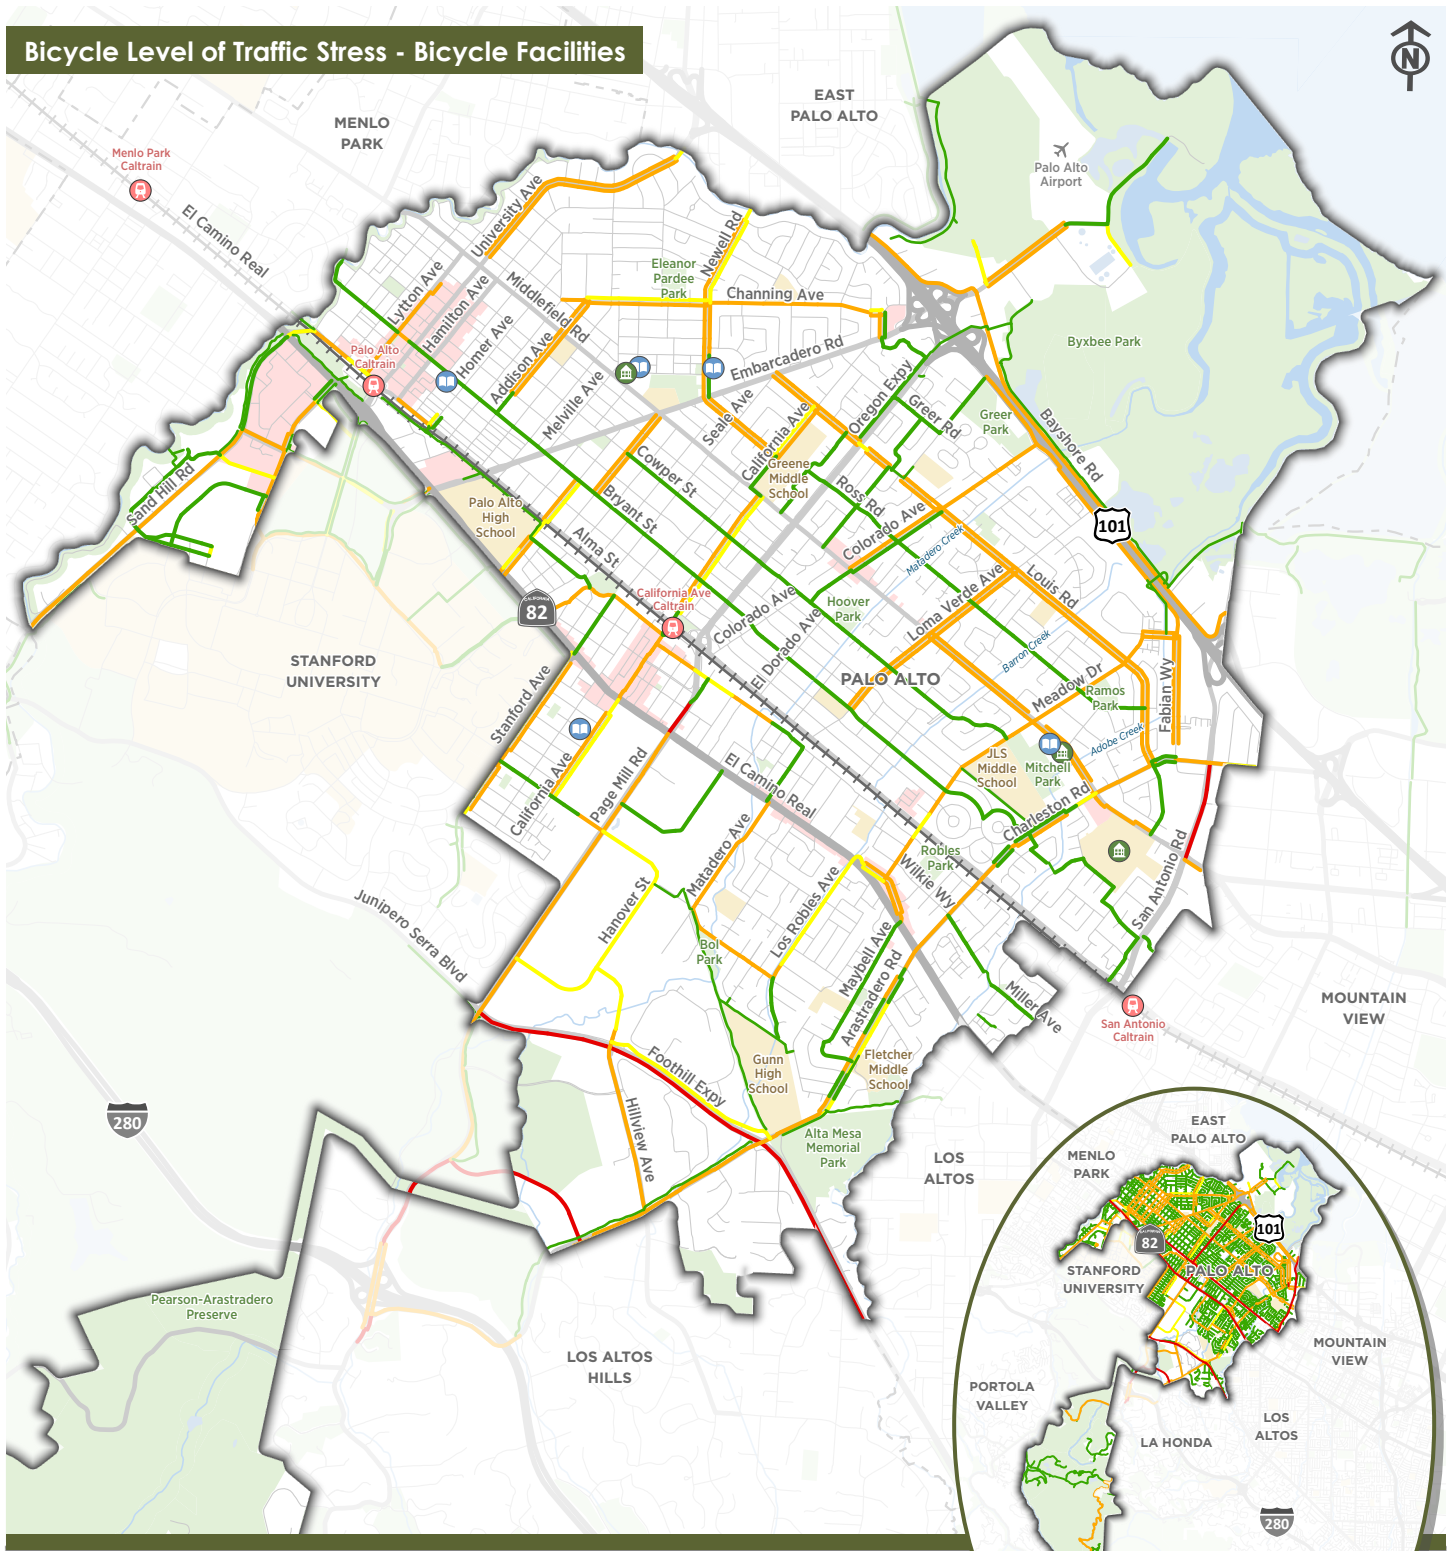 Bicycle Level of Traffic Stress - Bicycle Facilities
N
EAST
PALO ALTO
MENLO
PARK
Menlo Park
Caltrain
Palo Alto
Airport
El Camino Real
University Ave
Newell Rd
Eleanor
Pardee
Park
Lytton Ave
Hamilton Ave
Middlefield Rd
Channing Ave
Homer Ave
Addison Ave
Palo Alto
Caltrain
Embarcadero Rd
Byxbee Park
Melville Ave
Seale Ave
California Ave
Oregon Expy
Greer Rd
Greer
Park
Bayshore Rd
Sand Hill Rd
Cowper St
Greene
Middle
School
Palo Alto
High
School
Bryant St
Ross Rd
Alma St
Colorado Ave
Matadero Creek
101
CALIFORNIA
82
California Ave
Caltrain
Colorado Ave
Hoover
Park
Loma Verde Ave
Louis Rd
El Dorado Ave
Barron Creek
STANFORD
UNIVERSITY
PALO ALTO
Meadow Dr
Ramos
Park
Fabian Wy
Stanford Ave
Adobe Creek
JLS
Middle
School
Mitchell
Park
California Ave
Page Mill Rd
El Camino Real
Charleston Rd
Matadero Ave
Robles
Park
Wilkie Wy
San Antonio Rd
Hanover St
Los Robles Ave
Junipero Serra Blvd
Bol
Park
Maybell Ave
Arastradero Rd
Miller Ave
MOUNTAIN
VIEW
San Antonio
Caltrain
Foothill Expy
Gunn
High
School
Fletcher
Middle
School
280
Hillview Ave
Alta Mesa
Memorial
Park
LOS
ALTOS
Pearson-Arastradero
Preserve
LOS ALTOS
HILLS
EAST
PALO ALTO
MENLO
PARK
101
82
STANFORD
UNIVERSITY
PALO ALTO
MOUNTAIN
VIEW
PORTOLA
VALLEY
LOS
ALTOS
LA HONDA
280